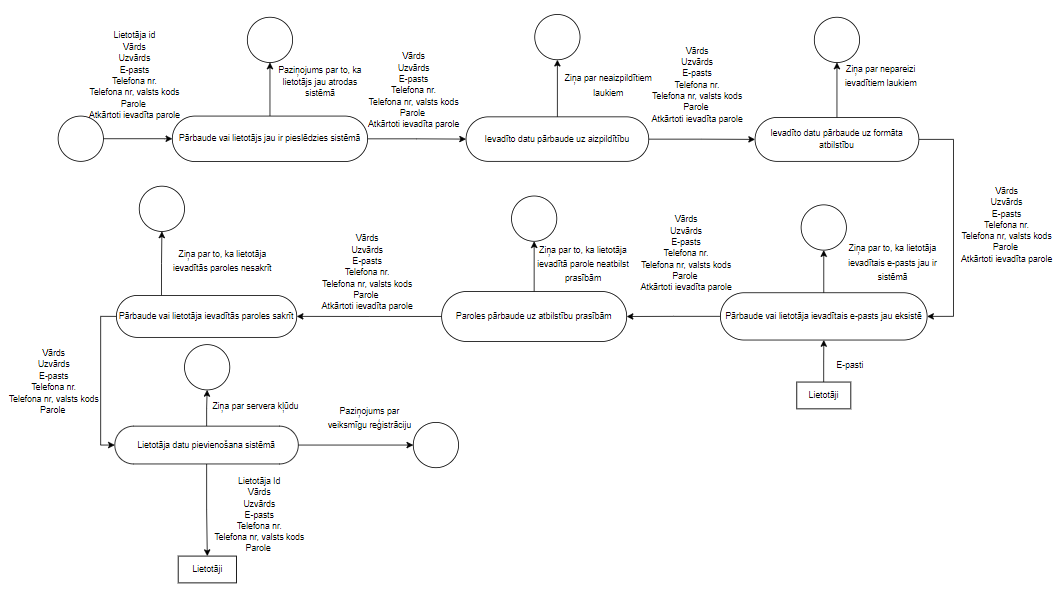 Lietotāja id
Vārds
Uzvārds
E-pasts
Telefona nr.
Telefona nr, valsts kods
Parole
Atkārtoti ievadīta parole
Pārbaude vai lietotājs jau ir pieslēdzies sistēmā
Paziņojums par to, ka
lietotājs jau atrodas
sistēmā
Vārds
Uzvārds
E-pasts
Telefona nr.
Telefona nr, valsts kods
Parole
Atkārtoti ievadīta parole
Ievadīto datu pārbaude uz aizpildītību
Ziņa par neaizpildītiem
laukiem
Vārds
Uzvārds
E-pasts
Telefona nr.
Telefona nr, valsts kods
Parole
Atkārtoti ievadīta parole
Ievadīto datu pārbaude uz formāta
atbilstību
Ziņa par nepareizi
ievadītiem laukiem
Vārds
Uzvārds
E-pasts
Telefona nr.
Telefona nr, valsts kods
Parole
Atkārtoti ievadīta parole
Pārbaude vai lietotāja ievadītais e-pasts jau eksistē
Ziņa par to, ka lietotāja
ievadītais e-pasts jau ir
sistēmā
E-pasti
Lietotāji
Vārds
Uzvārds
E-pasts
Telefona nr.
Telefona nr, valsts kods
Parole
Atkārtoti ievadīta parole
Paroles pārbaude uz atbilstību prasībām
Ziņa par to, ka lietotāja
ievadītā parole neatbilst
prasībām
Vārds
Uzvārds
E-pasts
Telefona nr.
Telefona nr, valsts kods
Parole
Atkārtoti ievadīta parole
Pārbaude vai lietotāja ievadītās paroles sakrīt
Ziņa par to, ka lietotāja
ievadītās paroles nesakrīt
Vārds
Uzvārds
E-pasts
Telefona nr.
Telefona nr, valsts kods
Parole
Lietotāja datu pievienošana sistēmā
Ziņa par servera kļūdu
Paziņojums par
veiksmīgu reģistrāciju
Lietotāja Id
Vārds
Uzvārds
E-pasts
Telefona nr.
Telefona nr, valsts kods
Parole
Lietotāji